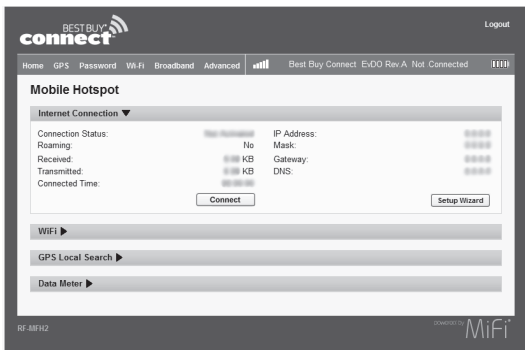 Logout
BEST BUY
connect
Home GPS Password Wi-Fi Broadband Advanced Best Buy Connect EvDO Rev.A Not Connected
Mobile Hotspot
Internet Connection
Connection Status: IP Address:
Roaming: No Mask:
Received: KB Gateway:
Transmitted: KB DNS:
Connected Time:
Connect Setup Wizard
WiFi
GPS Local Search
Data Meter
RF-MFH2 POWERED BY MiFi